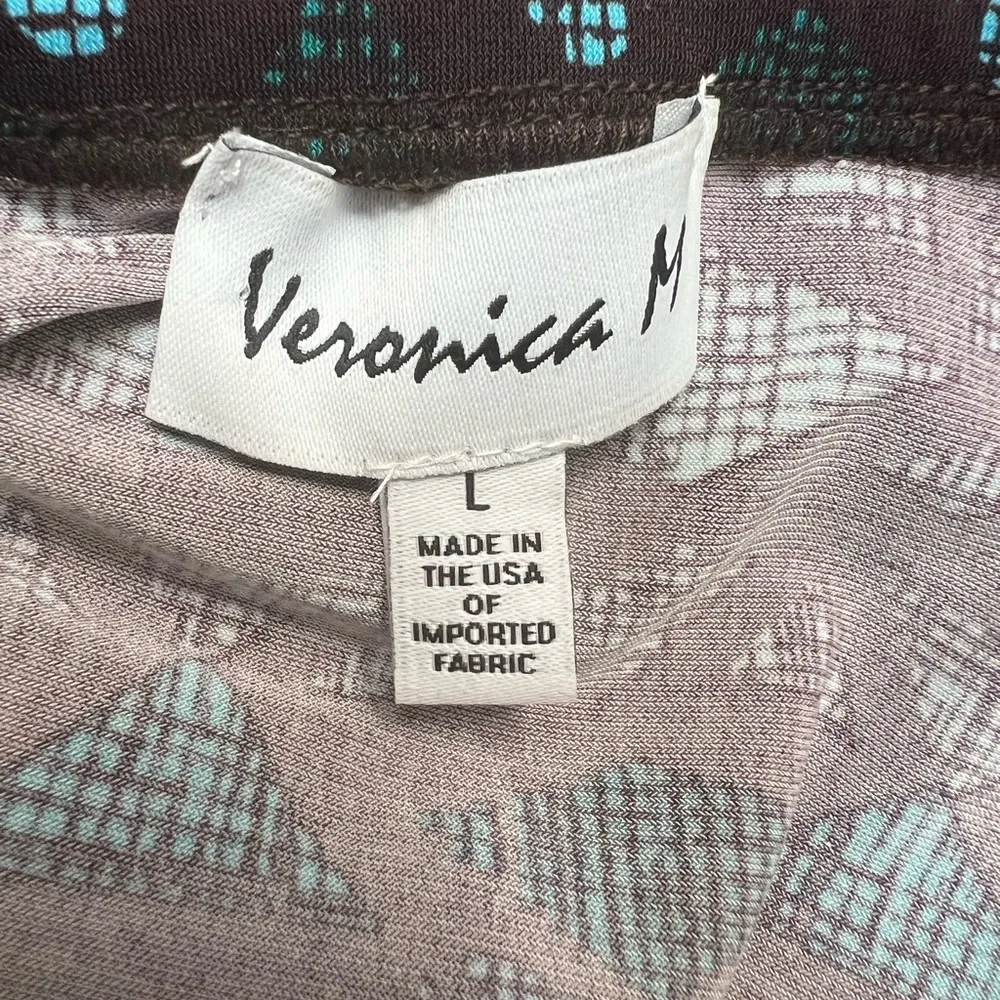 Veronica M
L
MADE IN
THE USA
OF
IMPORTED
FABRIC